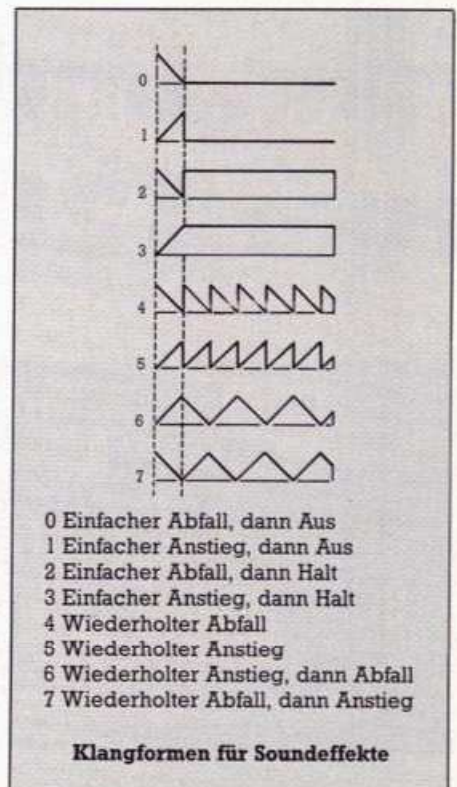 0
1
2
3
4
5
6
7
0 Einfacher Abfall, dann Aus
1 Einfacher Anstieg, dann Aus
2 Einfacher Abfall, dann Halt
3 Einfacher Anstieg, dann Halt
4 Wiederholter Abfall
5 Wiederholter Anstieg
6 Wiederholter Anstieg, dann Abfall
7 Wiederholter Abfall, dann Anstieg
Klangformen für Soundeffekte